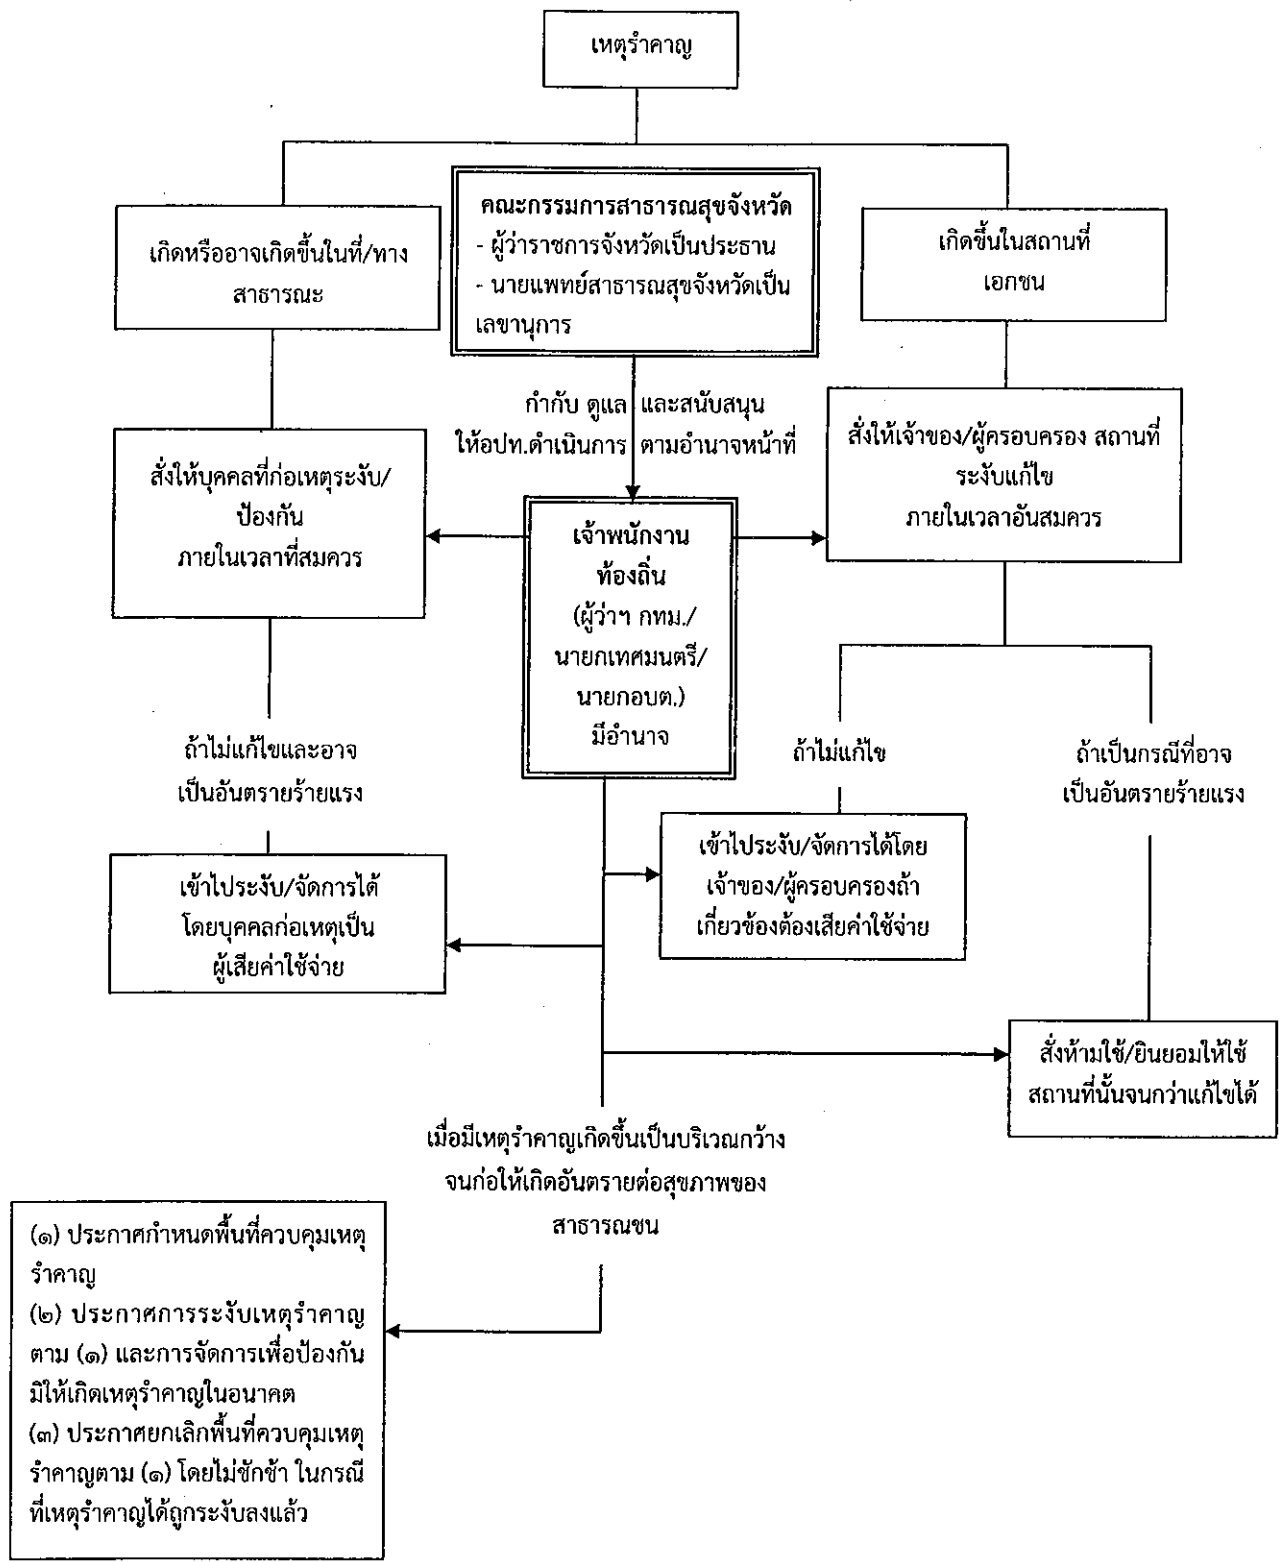 เหตุรำคาญ
คณะกรรมการสาธารณสุขจังหวัด
- ผู้ว่าราชการจังหวัดเป็นประธาน
- นายแพทย์สาธารณสุขจังหวัดเป็น
เลขานุการ
เกิดหรืออาจเกิดขึ้นในที่/ทาง
สาธารณะ
เกิดขึ้นในสถานที่
เอกชน
กำกับ ดูแล และสนับสนุน
ให้อปท.ดำเนินการ ตามอำนาจหน้าที่
สั่งให้บุคคลที่ก่อเหตุระงับ/
ป้องกัน
ภายในเวลาที่สมควร
เจ้าพนักงาน
ท้องถิ่น
(ผู้ว่าฯ กทม./
นายกเทศมนตรี/
นายกอบต.)
มีอำนาจ
สั่งให้เจ้าของ/ผู้ครอบครอง สถานที่
ระงับแก้ไข
ภายในเวลาอันสมควร
ถ้าไม่แก้ไขและอาจ
เป็นอันตรายร้ายแรง
ถ้าไม่แก้ไข
ถ้าเป็นกรณีที่อาจ
เป็นอันตรายร้ายแรง
เข้าไประงับ/จัดการได้
โดยบุคคลก่อเหตุเป็น
ผู้เสียค่าใช้จ่าย
เข้าไประงับ/จัดการได้โดย
เจ้าของ/ผู้ครอบครองถ้า
เกี่ยวข้องต้องเสียค่าใช้จ่าย
สั่งห้ามใช้/ยินยอมให้ใช้
สถานที่นั้นจนกว่าแก้ไขได้
เมื่อมีเหตุรำคาญเกิดขึ้นเป็นบริเวณกว้าง
จนก่อให้เกิดอันตรายต่อสุขภาพของ
สาธารณชน
(๑) ประกาศกำหนดพื้นที่ควบคุมเหตุ
รำคาญ
(๒) ประกาศการระงับเหตุรำคาญ
ตาม (๑) และการจัดการเพื่อป้องกัน
มิให้เกิดเหตุรำคาญในอนาคต
(๓) ประกาศยกเลิกพื้นที่ควบคุมเหตุ
รำคาญตาม (๑) โดยไม่ชักช้า ในกรณี
ที่เหตุรำคาญได้ถูกระงับลงแล้ว